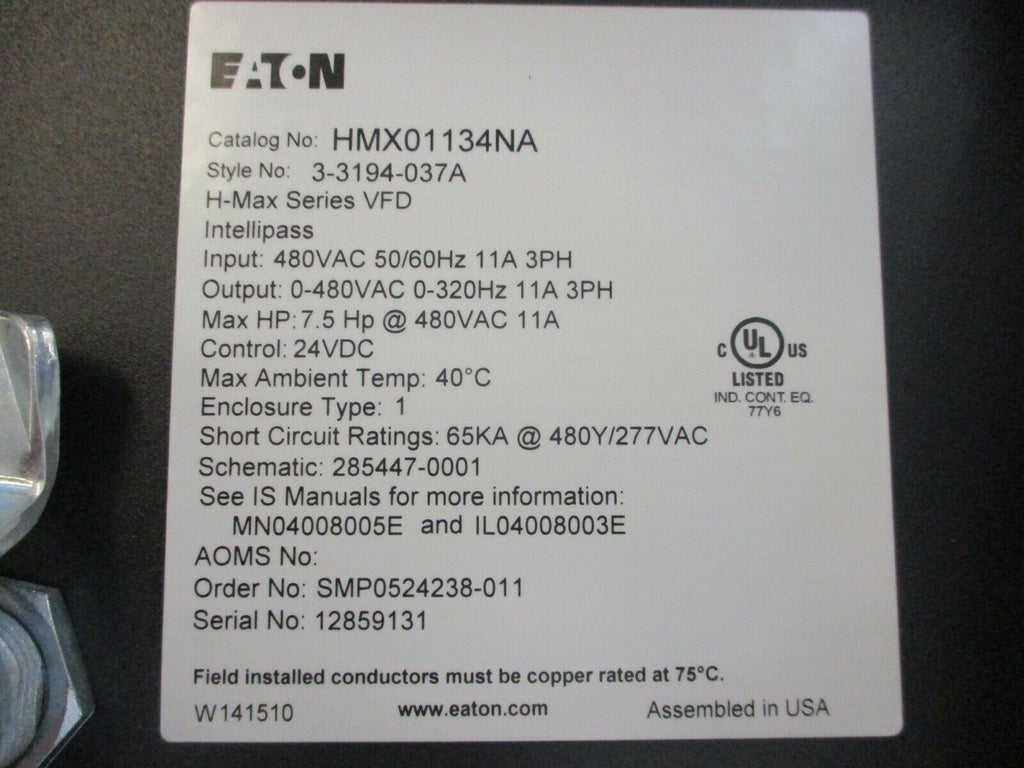 EATON
Catalog No: HMX01134NA
Style No: 3-3194-037A
H-Max Series VFD
Intellipass
Input: 480VAC 50/60Hz 11A 3PH
Output: 0-480VAC 0-320Hz 11A 3PH
Max HP: 7.5 Hp @ 480VAC 11A
Control: 24VDC
Max Ambient Temp: 40°C
Enclosure Type: 1
Short Circuit Ratings: 65KA @ 480Y/277VAC
Schematic: 285447-0001
See IS Manuals for more information:
MN04008005E and IL04008003E
AOMS No:
Order No: SMP0524238-011
Serial No: 12859131
C UL US
LISTED
IND. CONT. EQ.
77Y6
Field installed conductors must be copper rated at 75°C.
W141510 www.eaton.com Assembled in USA